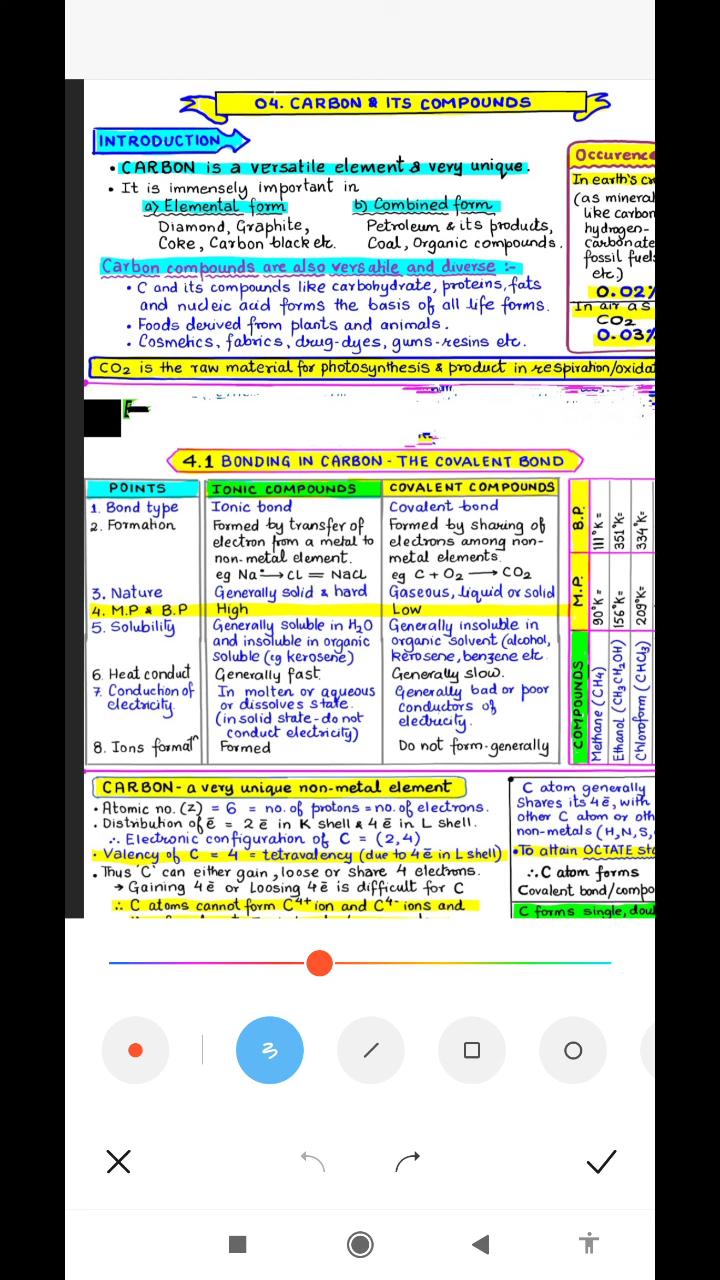 04. CARBON & ITS COMPOUNDS
INTRODUCTION
• CARBON is a versatile element & very unique.
• It is immensely important in
a) Elemental form
b) Combined form
Diamond, Graphite,
Coke, Carbon black etc.
Petroleum & its products,
Coal, Organic compounds.
Carbon compounds are also versatile and diverse :-
• C and its compounds like carbohydrate, proteins, fats
and nucleic acid forms the basis of all life forms.
• Foods derived from plants and animals.
• Cosmetics, fabrics, drug-dyes, gums-resins etc.
Occurence
In earth's cr
(as mineral
like carbon
hydrogen-
carbonate
fossil fuels
etc.)
0.02%
In air as
CO2
0.03%
CO2 is the raw material for photosynthesis & product in respiration/oxida
4.1 BONDING IN CARBON - THE COVALENT BOND
POINTS
IONIC COMPOUNDS
COVALENT COMPOUNDS
1. Bond type
Ionic bond
Covalent bond
2. Formation
Formed by transfer of
electron from a metal to
non-metal element.
eg Na → Cl = NaCl
Formed by sharing of
electrons among non-
metal elements.
eg C + O2 → CO2
3. Nature
Generally solid & hard
Gaseous, liquid or solid
4. M.P & B.P
High
Low
5. Solubility
Generally soluble in H2O
and insoluble in organic
soluble (eg kerosene)
Generally insoluble in
organic solvent (alcohol,
kerosene, benzene etc.
6. Heat conduct
Generally fast.
Generally slow.
7. Conduction of
electricity.
In molten or aqueous
or dissolves state.
(in solid state - do not
conduct electricity)
Generally bad or poor
conductors of
electricity.
8. Ions format^n
Formed
Do not form-generally
COMPOUNDS
M.P.
B.P.
Methane (CH4)
90°K =
111°K =
Ethanol (CH3CH2OH)
156°K=
351°K=
Chloroform (CHCl3)
209°K=
334°K=
CARBON - a very unique non-metal element
• Atomic no. (Z) = 6 = no. of protons = no. of electrons.
• Distribution of ē = 2ē in K shell & 4ē in L shell.
∴ Electronic configuration of C = (2,4)
• Valency of C = 4 = tetravalency (due to 4ē in L shell)
• Thus 'C' can either gain, loose or share 4 electrons.
→ Gaining 4ē or Loosing 4ē is difficult for C
∴ C atoms cannot form C4+ ion and C4- ions and
C atom generally
Shares its 4ē, with
other C atom or oth
non-metals (H,N,S,
• To attain OCTATE sta
∴ C atom forms
Covalent bond/compo
C forms single, doul